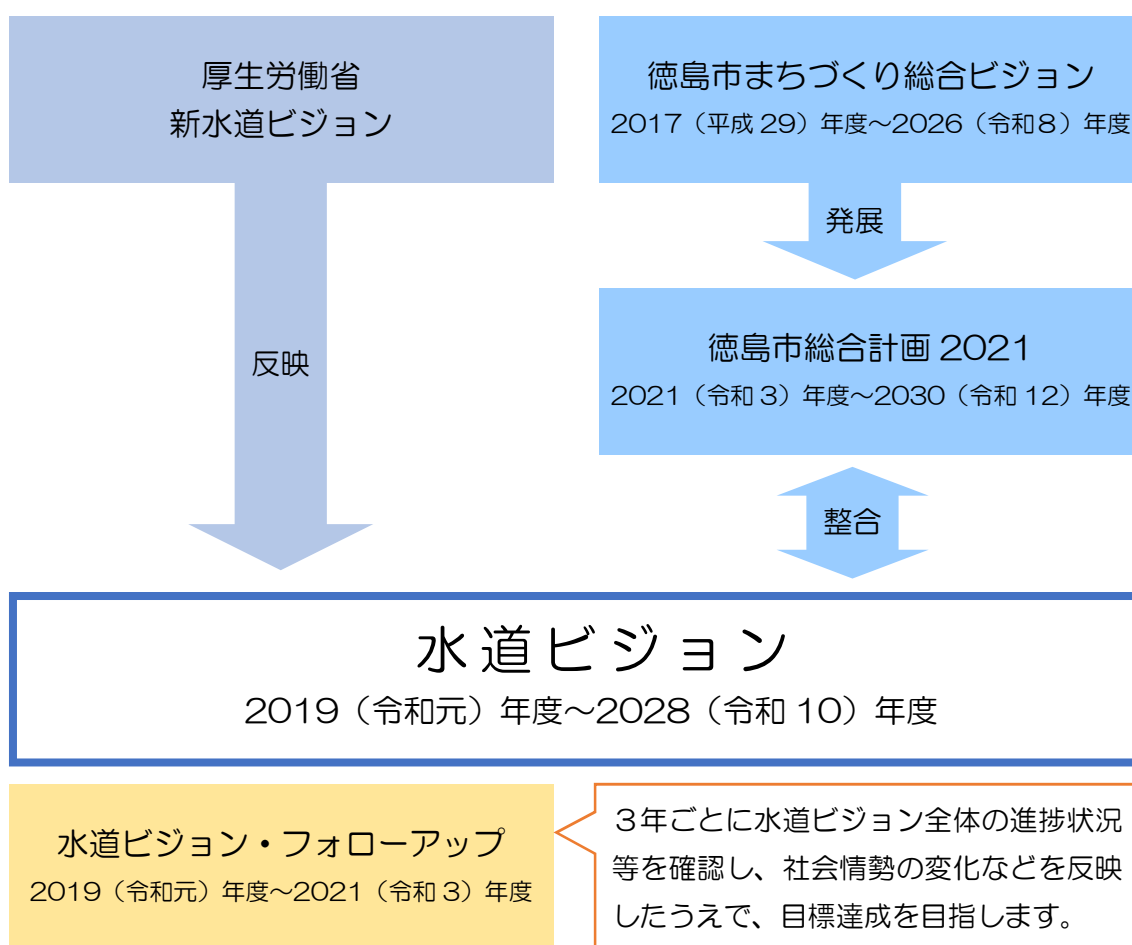 厚生労働省
新水道ビジョン
徳島市まちづくり総合ビジョン
2017（平成 29）年度～2026（令和8）年度
発展
徳島市総合計画 2021
2021（令和 3）年度～2030（令和 12）年度
反映
整合
水道ビジョン
2019（令和元）年度～2028（令和 10）年度
水道ビジョン・フォローアップ
2019（令和元）年度～2021（令和 3）年度
３年ごとに水道ビジョン全体の進捗状況
等を確認し、社会情勢の変化などを反映
したうえで、目標達成を目指します。